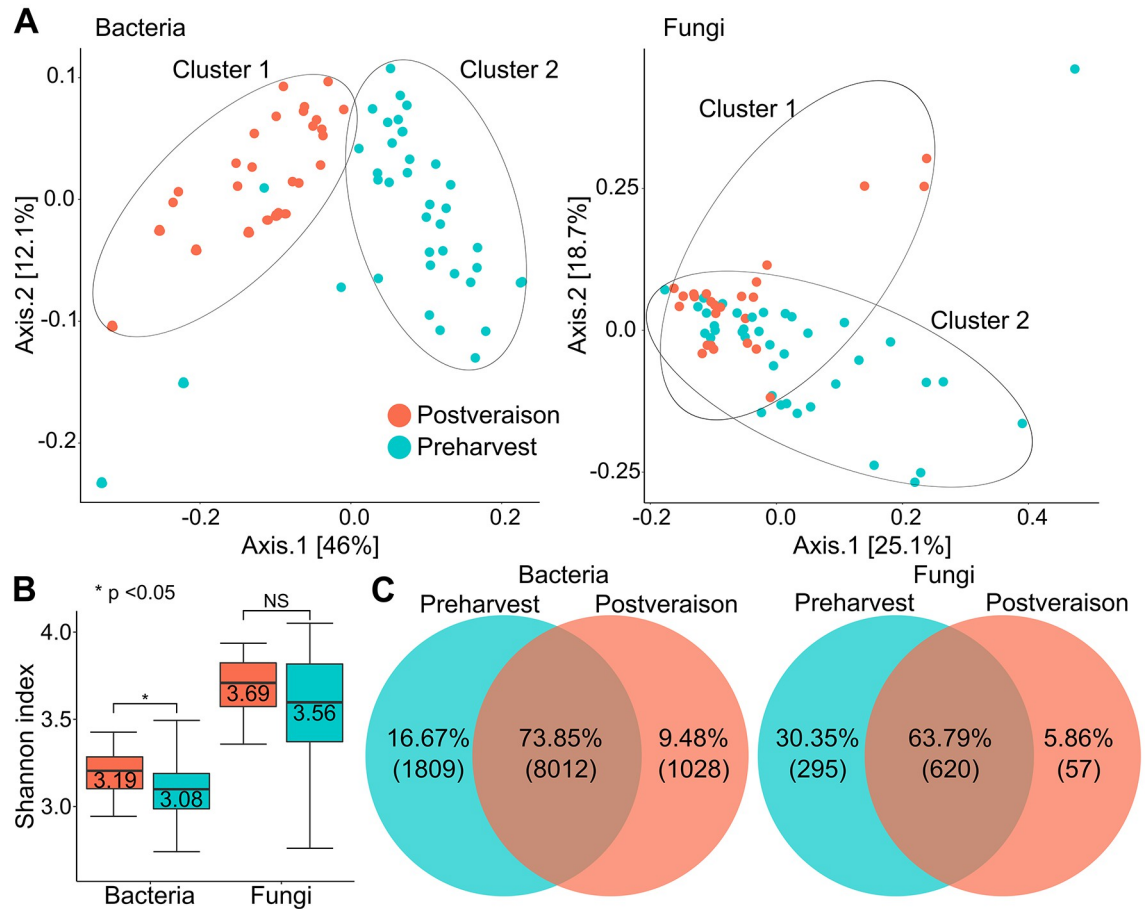 A
Bacteria
Fungi
Cluster 1
Cluster 2
Cluster 1
Cluster 2
0.1
0.0
-0.1
-0.2
Axis.2 [12.1%]
-0.2
0.0
0.2
Axis.1 [46%]
Postveraison
Preharvest
0.25
0.0
-0.25
Axis.2 [18.7%]
-0.2
0.0
0.2
0.4
Axis.1 [25.1%]
B
* p <0.05
NS
*
4.0
3.5
3.0
Shannon index
3.69
3.56
3.19
3.08
Bacteria
Fungi
C
Bacteria
Preharvest
Postveraison
16.67%
(1809)
73.85%
(8012)
9.48%
(1028)
Fungi
Preharvest
Postveraison
30.35%
(295)
63.79%
(620)
5.86%
(57)